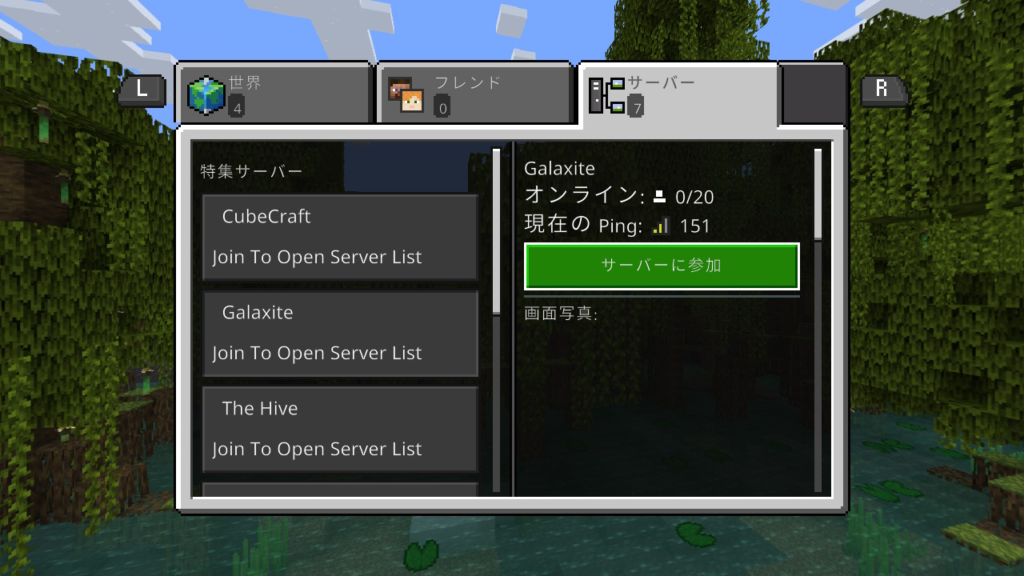 L
世界
4
フレンド
0
サーバー
7
R
特集サーバー
CubeCraft
Join To Open Server List
Galaxite
Join To Open Server List
The Hive
Join To Open Server List
Galaxite
オンライン: 0/20
現在の Ping: 151
サーバーに参加
画面写真: